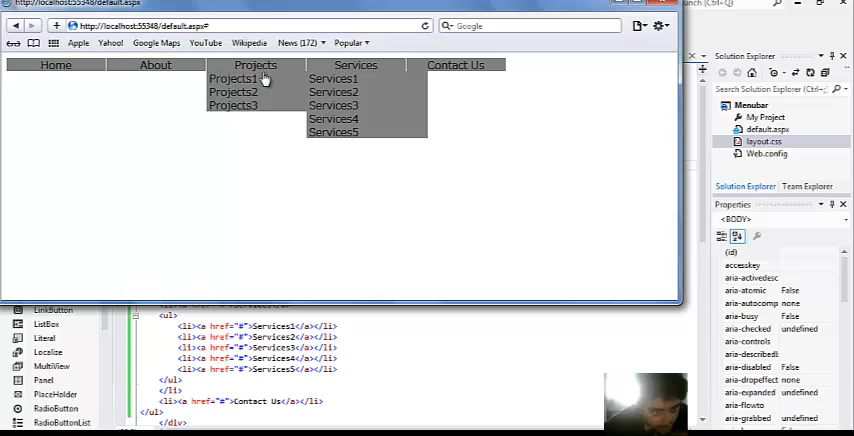 http://localhost:55348/default.aspx
unch (Ctrl+Q)
http://localhost:55348/default.aspx#
Google
Apple Yahoo! Google Maps YouTube Wikipedia News (172) Popular
Home About Projects Services Contact Us
Projects1 Services1
Projects2 Services2
Projects3 Services3
Services4
Services5
Solution Explorer
Search Solution Explorer (Ctrl+
Menubar
My Project
default.aspx
layout.css
Web.config
Solution Explorer Team Explorer
Properties
<BODY>
(id)
accesskey
aria-activedesc
aria-atomic False
aria-autocomp none
aria-busy False
aria-checked undefined
aria-controls
aria-describedb
aria-disabled False
aria-dropeffect none
aria-expanded undefined
aria-flowto
aria-grabbed undefined
LinkButton
ListBox
Literal
Localize
MultiView
Panel
PlaceHolder
RadioButton
RadioButtonList
<ul>
<li><a href="#">Services1</a></li>
<li><a href="#">Services2</a></li>
<li><a href="#">Services3</a></li>
<li><a href="#">Services4</a></li>
<li><a href="#">Services5</a></li>
</ul>
</li>
<li><a href="#">Contact Us</a></li>
</ul>
</div>